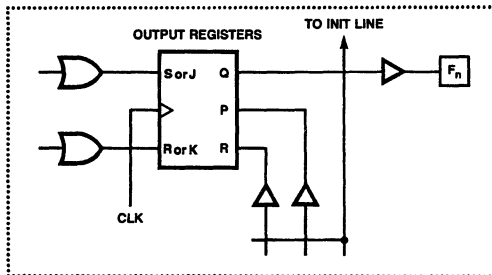 TO INIT LINE
OUTPUT REGISTERS
S or J Q
P
R or K R
CLK
Fn